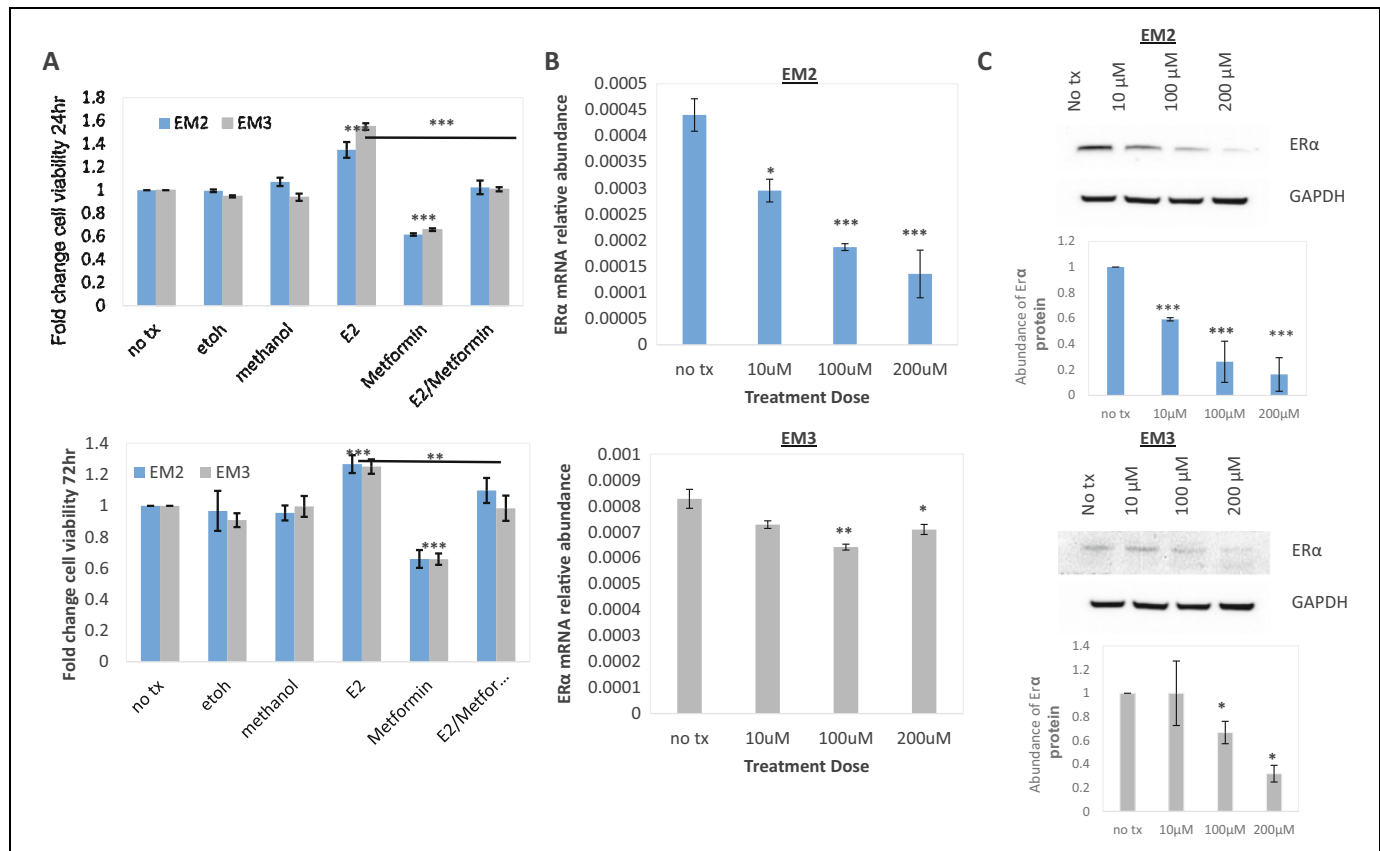 A
Fold change cell viability 24hr
1.8
1.6
1.4
1.2
1
0.8
0.6
0.4
0.2
0
EM2 EM3
***
***
***
no tx etoh methanol E2 Metformin E2/Metformin
Fold change cell viability 72hr
1.4
1.2
1
0.8
0.6
0.4
0.2
0
EM2 EM3
***
**
***
no tx etoh methanol E2 Metformin E2/Metfor...
B
EM2
ERα mRNA relative abundance
0.0005
0.00045
0.0004
0.00035
0.0003
0.00025
0.0002
0.00015
0.0001
0.00005
0
*
***
***
no tx 10uM 100uM 200uM
Treatment Dose
EM3
ERα mRNA relative abundance
0.001
0.0009
0.0008
0.0007
0.0006
0.0005
0.0004
0.0003
0.0002
0.0001
0
**
*
no tx 10uM 100uM 200uM
Treatment Dose
C
EM2
No tx 10 µM 100 µM 200 µM
ERα
GAPDH
Abundance of Erα
protein
1.2
1
0.8
0.6
0.4
0.2
0
***
***
***
no tx 10µM 100µM 200µM
EM3
No tx 10 µM 100 µM 200 µM
ERα
GAPDH
Abundance of Erα
protein
1.4
1.2
1
0.8
0.6
0.4
0.2
0
*
*
no tx 10µM 100µM 200µM